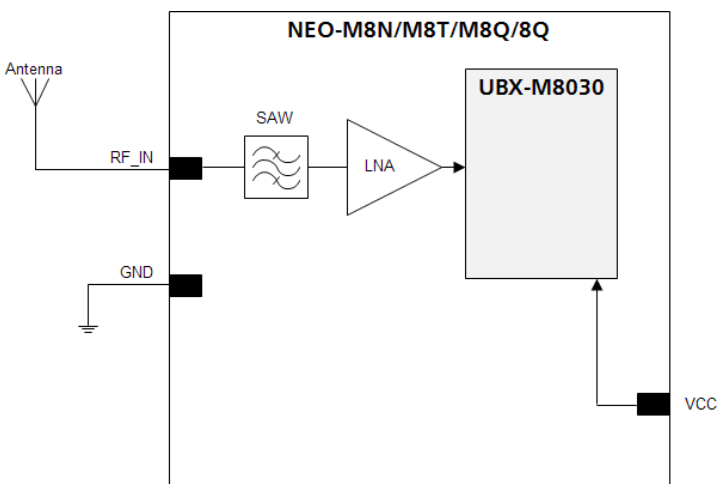 NEO-M8N/M8T/M8Q/8Q
Antenna
UBX-M8030
SAW
RF_IN
LNA
GND
VCC